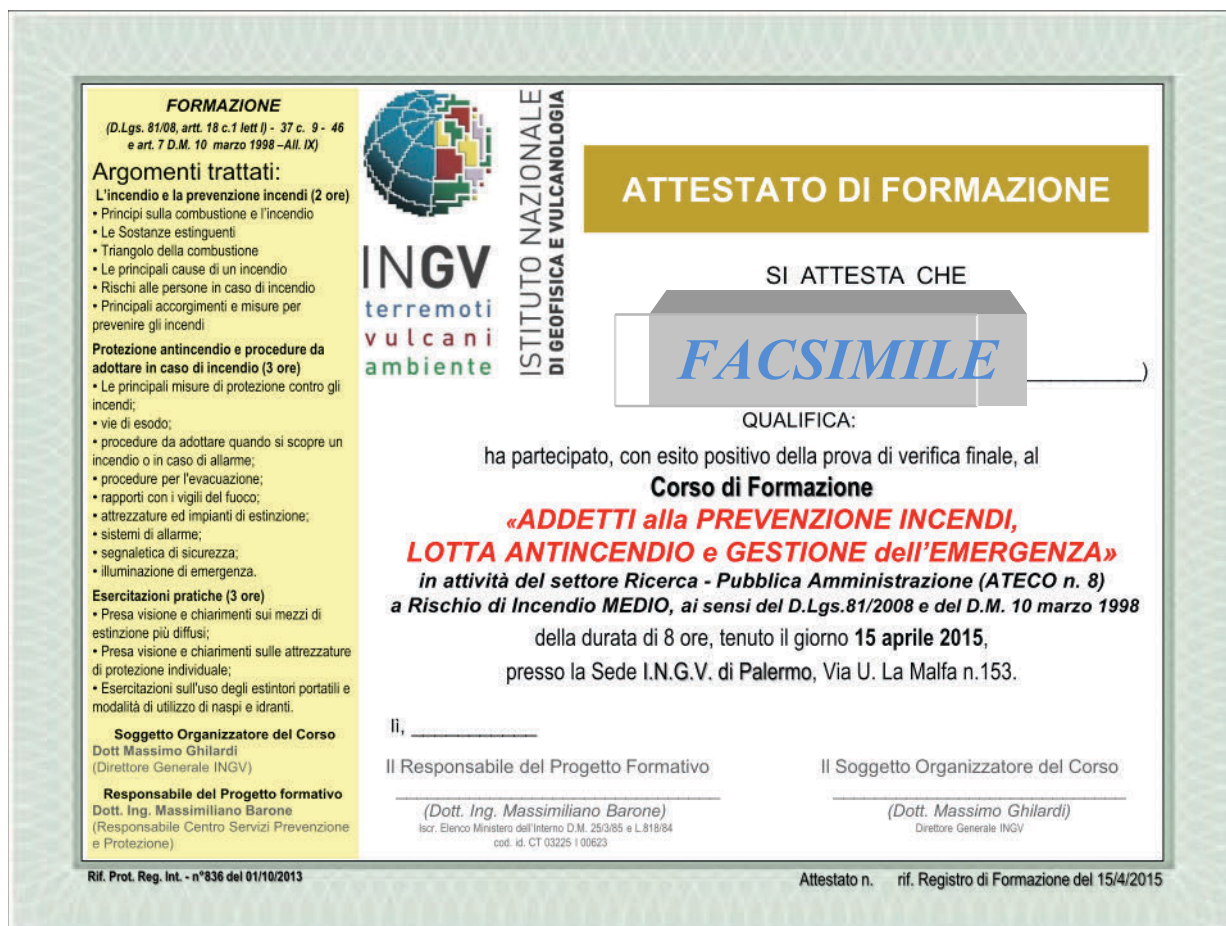 FORMAZIONE
(D.Lgs. 81/08, artt. 18 c.1 lett l) - 37 c. 9 - 46
e art. 7 D.M. 10 marzo 1998 –All. IX)
Argomenti trattati:
L'incendio e la prevenzione incendi (2 ore)
• Principi sulla combustione e l'incendio
• Le Sostanze estinguenti
• Triangolo della combustione
• Le principali cause di un incendio
• Rischi alle persone in caso di incendio
• Principali accorgimenti e misure per
prevenire gli incendi
Protezione antincendio e procedure da
adottare in caso di incendio (3 ore)
• Le principali misure di protezione contro gli
incendi;
• vie di esodo;
• procedure da adottare quando si scopre un
incendio o in caso di allarme;
• procedure per l'evacuazione;
• rapporti con i vigili del fuoco;
• attrezzature ed impianti di estinzione;
• sistemi di allarme;
• segnaletica di sicurezza;
• illuminazione di emergenza.
Esercitazioni pratiche (3 ore)
• Presa visione e chiarimenti sui mezzi di
estinzione più diffusi;
• Presa visione e chiarimenti sulle attrezzature
di protezione individuale;
• Esercitazioni sull'uso degli estintori portatili e
modalità di utilizzo di naspi e idranti.
Soggetto Organizzatore del Corso
Dott Massimo Ghilardi
(Direttore Generale INGV)
Responsabile del Progetto formativo
Dott. Ing. Massimiliano Barone
(Responsabile Centro Servizi Prevenzione
e Protezione)
INGV
terremoti
vulcani
ambiente
ISTITUTO NAZIONALE
DI GEOFISICA E VULCANOLOGIA
ATTESTATO DI FORMAZIONE
SI ATTESTA CHE
FACSIMILE
__________)
QUALIFICA:
ha partecipato, con esito positivo della prova di verifica finale, al
Corso di Formazione
«ADDETTI alla PREVENZIONE INCENDI,
LOTTA ANTINCENDIO e GESTIONE dell'EMERGENZA»
in attività del settore Ricerca - Pubblica Amministrazione (ATECO n. 8)
a Rischio di Incendio MEDIO, ai sensi del D.Lgs.81/2008 e del D.M. 10 marzo 1998
della durata di 8 ore, tenuto il giorno 15 aprile 2015,
presso la Sede I.N.G.V. di Palermo, Via U. La Malfa n.153.
lì, ___________
Il Responsabile del Progetto Formativo
(Dott. Ing. Massimiliano Barone)
Iscr. Elenco Ministero dell'Interno D.M. 25/3/85 e L.818/84
cod. id. CT 03225 I 00623
Il Soggetto Organizzatore del Corso
(Dott. Massimo Ghilardi)
Direttore Generale INGV
Rif. Prot. Reg. Int. - n°836 del 01/10/2013
Attestato n. rif. Registro di Formazione del 15/4/2015